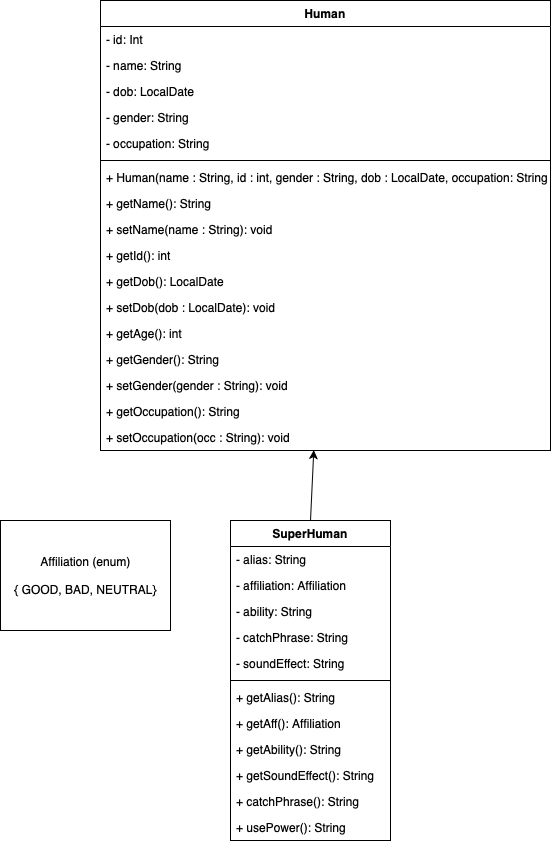 Human
- id: Int
- name: String
- dob: LocalDate
- gender: String
- occupation: String
+ Human(name : String, id : int, gender : String, dob : LocalDate, occupation: String
+ getName(): String
+ setName(name : String): void
+ getId(): int
+ getDob(): LocalDate
+ setDob(dob : LocalDate): void
+ getAge(): int
+ getGender(): String
+ setGender(gender : String): void
+ getOccupation(): String
+ setOccupation(occ : String): void
Affiliation (enum)
{ GOOD, BAD, NEUTRAL}
SuperHuman
- alias: String
- affiliation: Affiliation
- ability: String
- catchPhrase: String
- soundEffect: String
+ getAlias(): String
+ getAff(): Affiliation
+ getAbility(): String
+ getSoundEffect(): String
+ catchPhrase(): String
+ usePower(): String